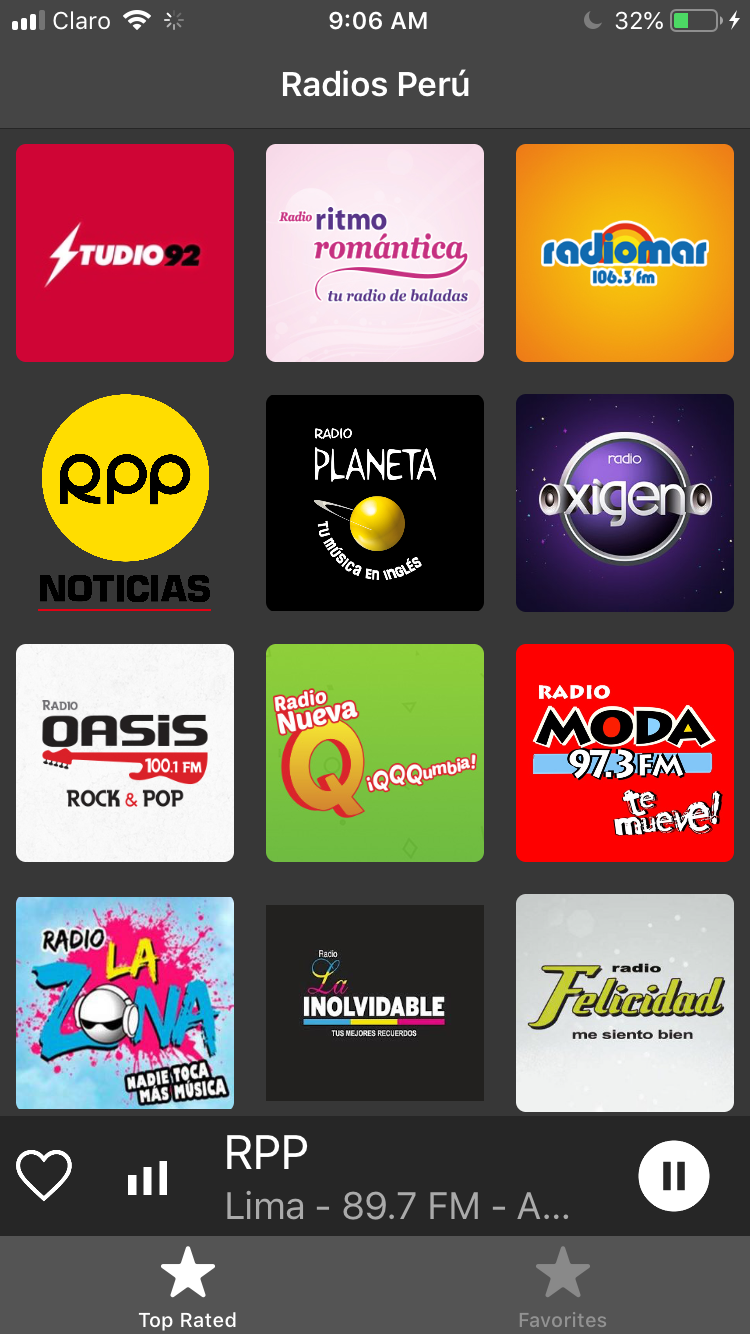 Claro
9:06 AM
32%
Radios Perú
STUDIO92
Radio ritmo
romántica
tu radio de baladas
radiomar
106.3 fm
RPP
NOTICIAS
RADIO
PLANETA
TU MÚSICA EN INGLÉS
radio
oxigeno
RADIO
OASIS
100.1 FM
ROCK & POP
Radio
Nueva
Q
¡QQQumbia!
RADIO
MODA
97.3 FM
te
mueve!
RADIO
LA
ZONA
NADIE TOCA
MÁS MÚSICA
Radio
La
INOLVIDABLE
TUS MEJORES RECUERDOS
radio
Felicidad
me siento bien
RPP
Lima - 89.7 FM - A...
Top Rated
Favorites